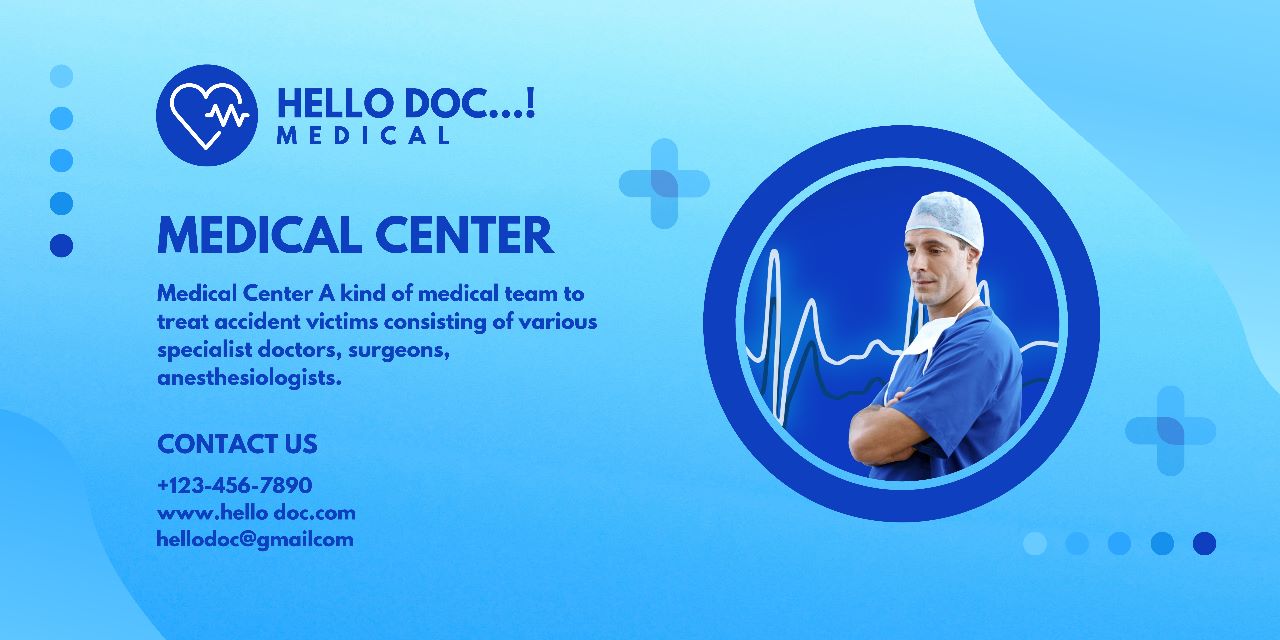 HELLO DOC...!
MEDICAL
MEDICAL CENTER
Medical Center A kind of medical team to
treat accident victims consisting of various
specialist doctors, surgeons,
anesthesiologists.
CONTACT US
+123-456-7890
www.hello doc.com
hellodoc@gmailcom